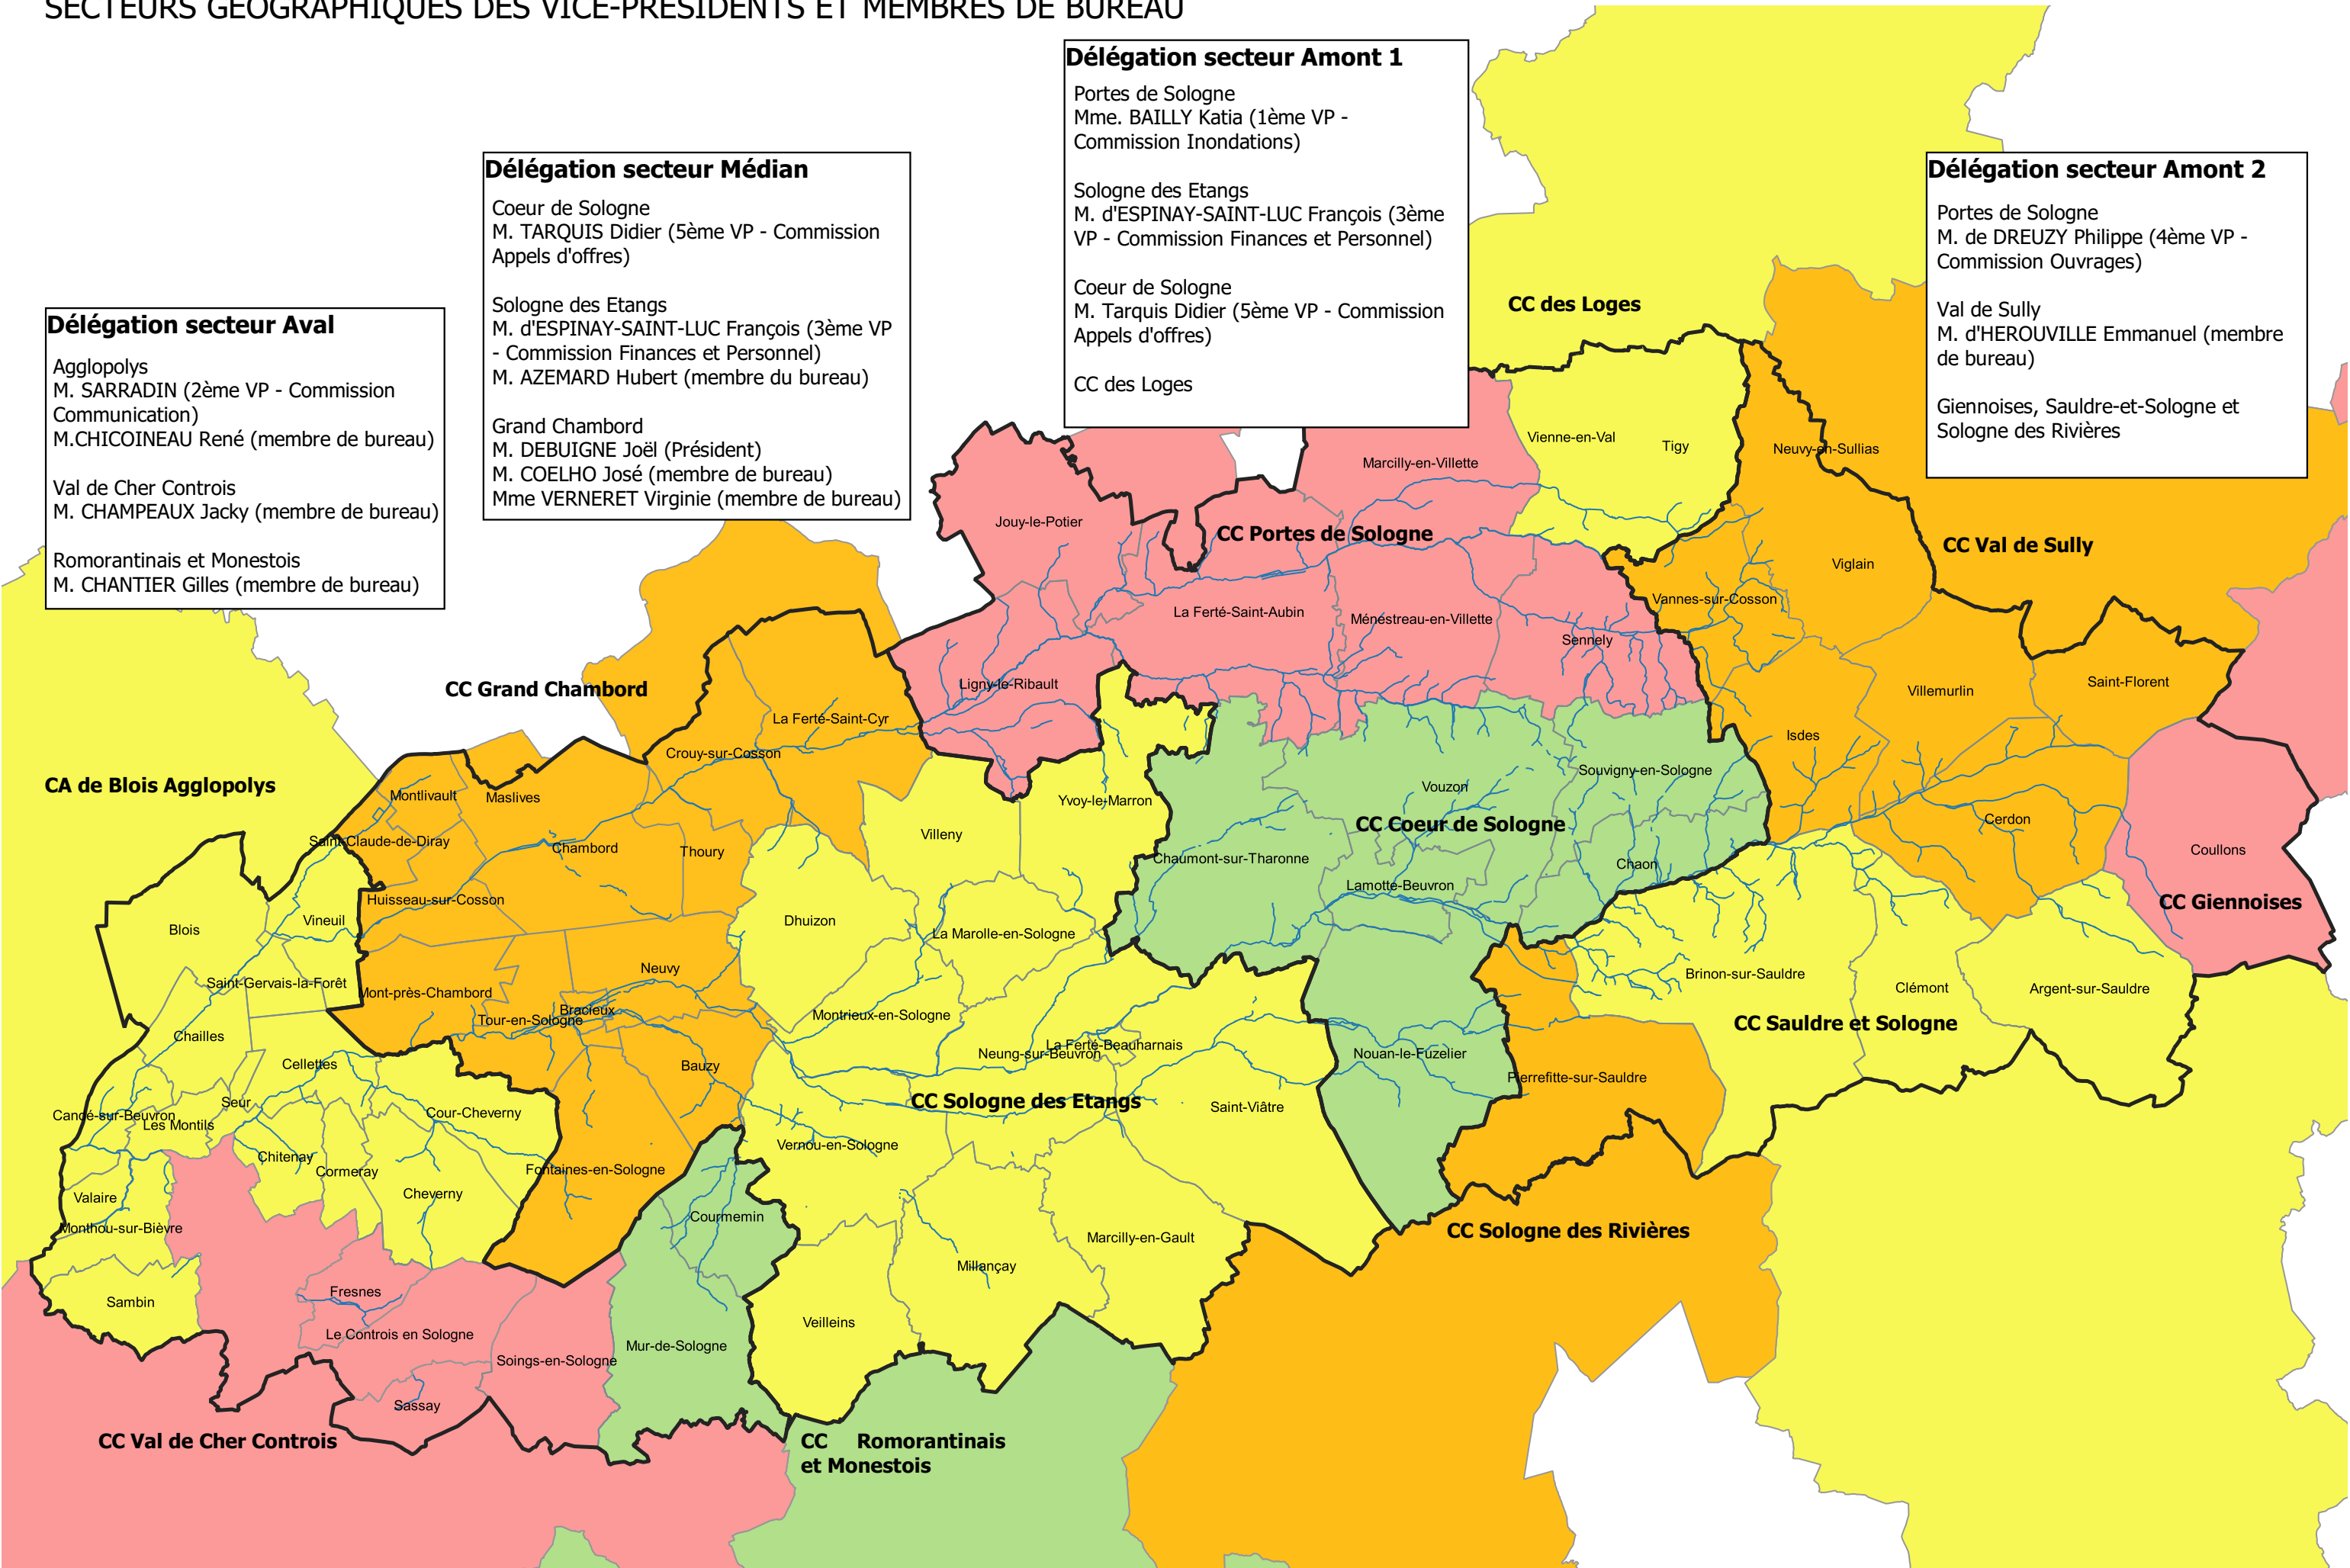 SECTEURS GEOGRAPHIQUES DES VICE-PRESIDENTS ET MEMBRES DE BUREAU
Délégation secteur Aval
Agglopolys
M. SARRADIN (2ème VP - Commission
Communication)
M.CHICOINEAU René (membre de bureau)
Val de Cher Controis
M. CHAMPEAUX Jacky (membre de bureau)
Romorantinais et Monestois
M. CHANTIER Gilles (membre de bureau)
Délégation secteur Médian
Coeur de Sologne
M. TARQUIS Didier (5ème VP - Commission
Appels d'offres)
Sologne des Etangs
M. d'ESPINAY-SAINT-LUC François (3ème VP
- Commission Finances et Personnel)
M. AZEMARD Hubert (membre du bureau)
Grand Chambord
M. DEBUIGNE Joël (Président)
M. COELHO José (membre de bureau)
Mme VERNERET Virginie (membre de bureau)
Délégation secteur Amont 1
Portes de Sologne
Mme. BAILLY Katia (1ème VP -
Commission Inondations)
Sologne des Etangs
M. d'ESPINAY-SAINT-LUC François (3ème
VP - Commission Finances et Personnel)
Coeur de Sologne
M. Tarquis Didier (5ème VP - Commission
Appels d'offres)
CC des Loges
Délégation secteur Amont 2
Portes de Sologne
M. de DREUZY Philippe (4ème VP -
Commission Ouvrages)
Val de Sully
M. d'HEROUVILLE Emmanuel (membre
de bureau)
Giennoises, Sauldre-et-Sologne et
Sologne des Rivières
CC des Loges
Vienne-en-Val
Tigy
Neuvy-en-Sullias
Marcilly-en-Villette
Jouy-le-Potier
CC Portes de Sologne
CC Val de Sully
Viglain
Vannes-sur-Cosson
La Ferté-Saint-Aubin
Ménestreau-en-Villette
Sennely
Ligny-le-Ribault
CC Grand Chambord
Villemurlin
Saint-Florent
La Ferté-Saint-Cyr
Isdes
Crouy-sur-Cosson
CA de Blois Agglopolys
Souvigny-en-Sologne
Vouzon
Montlivault
Maslives
Yvoy-le-Marron
Cerdon
CC Coeur de Sologne
Villeny
Saint-Claude-de-Diray
Chambord
Thoury
Coullons
Chaumont-sur-Tharonne
Chaon
Lamotte-Beuvron
Huisseau-sur-Cosson
CC Giennoises
Vineuil
Dhuizon
Blois
La Marolle-en-Sologne
Neuvy
Brinon-sur-Sauldre
Saint-Gervais-la-Forêt
Clément
Argent-sur-Sauldre
Mont-près-Chambord
Bracieux
Tour-en-Sologne
Montrieux-en-Sologne
CC Sauldre et Sologne
Chailles
La Ferté-Beauharnais
Neung-sur-Beuvron
Nouan-le-Fuzelier
Cellettes
Bauzy
Pierrefitte-sur-Sauldre
Seur
CC Sologne des Etangs
Saint-Viâtre
Candé-sur-Beuvron
Cour-Cheverny
Les Montils
Vernou-en-Sologne
Chitenay
Cormeray
Fontaines-en-Sologne
Cheverny
Valaire
Courmemin
Monthou-sur-Bièvre
CC Sologne des Rivières
Marcilly-en-Gault
Millançay
Fresnes
Sambin
Veilleins
Le Controis en Sologne
Mur-de-Sologne
Soings-en-Sologne
Sassay
CC Val de Cher Controis
CC Romorantinais
et Monestois